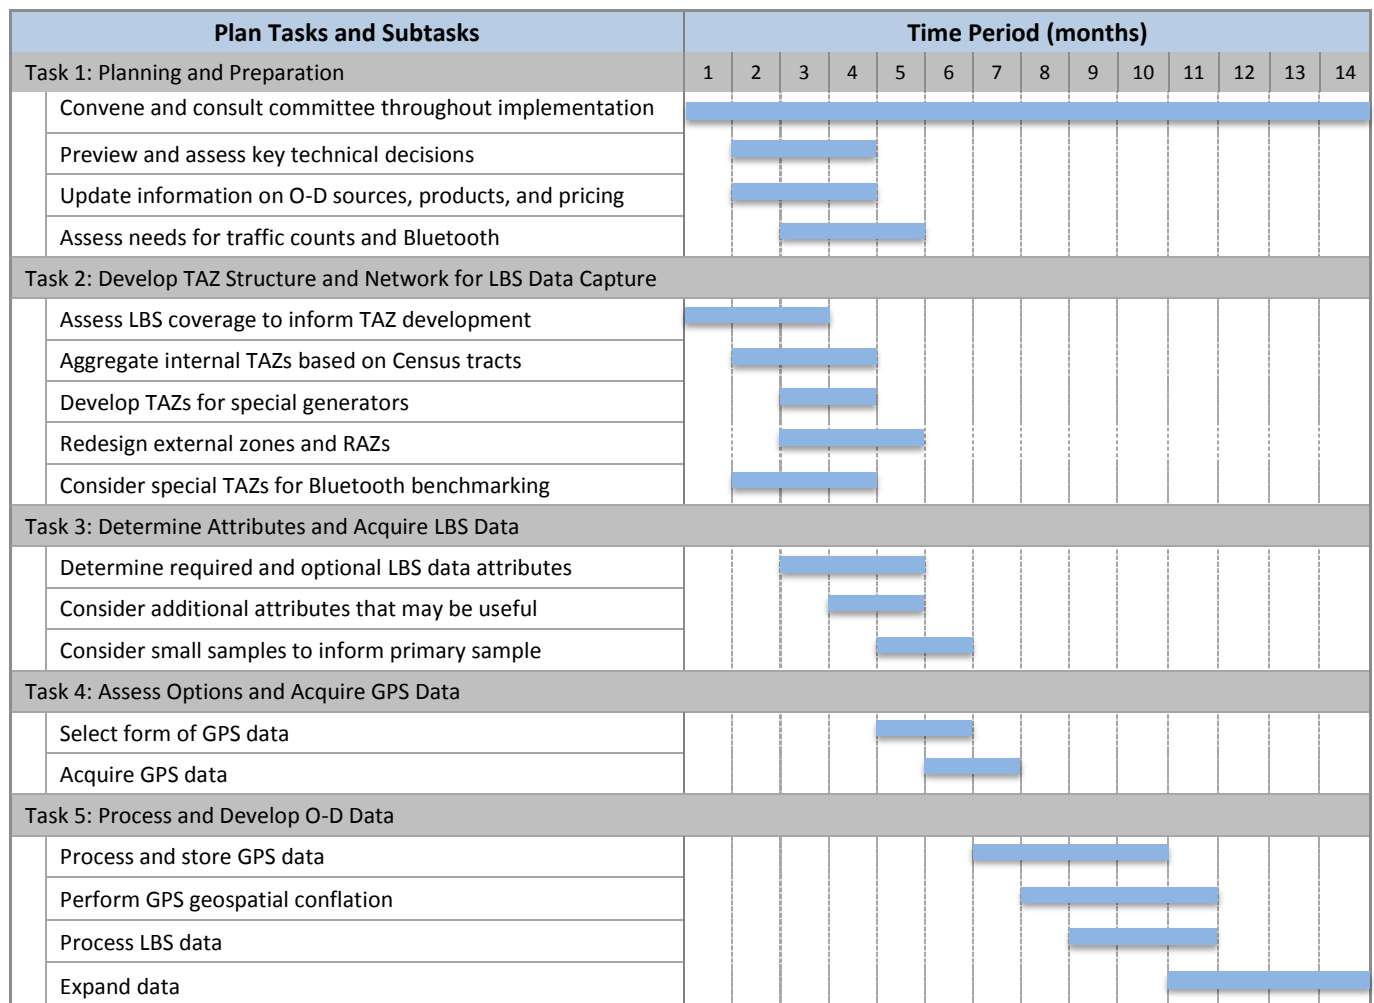 Plan Tasks and Subtasks Time Period (months)
Task 1: Planning and Preparation 1 2 3 4 5 6 7 8 9 10 11 12 13 14
Convene and consult committee throughout implementation
Preview and assess key technical decisions
Update information on O-D sources, products, and pricing
Assess needs for traffic counts and Bluetooth
Task 2: Develop TAZ Structure and Network for LBS Data Capture
Assess LBS coverage to inform TAZ development
Aggregate internal TAZs based on Census tracts
Develop TAZs for special generators
Redesign external zones and RAZs
Consider special TAZs for Bluetooth benchmarking
Task 3: Determine Attributes and Acquire LBS Data
Determine required and optional LBS data attributes
Consider additional attributes that may be useful
Consider small samples to inform primary sample
Task 4: Assess Options and Acquire GPS Data
Select form of GPS data
Acquire GPS data
Task 5: Process and Develop O-D Data
Process and store GPS data
Perform GPS geospatial conflation
Process LBS data
Expand data